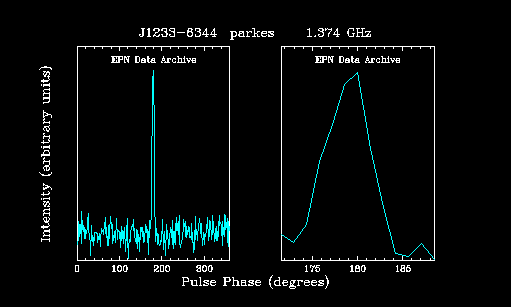 J1233-6344 parkes 1.374 GHz
EPN Data Archive
EPN Data Archive
Intensity (arbitrary units)
0 100 200 300
175 180 185
Pulse Phase (degrees)